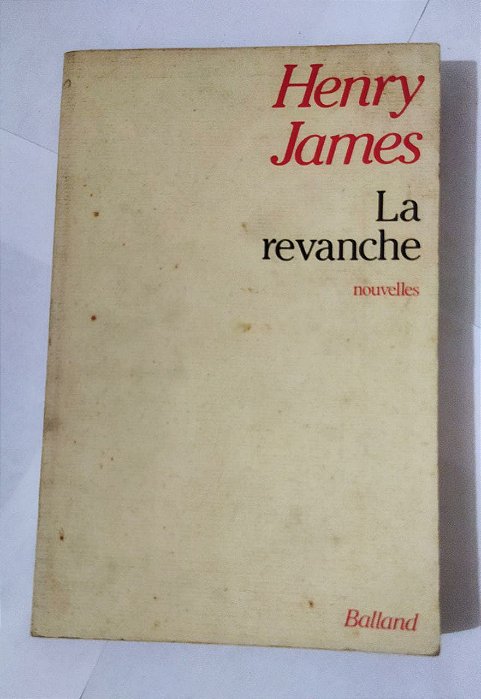 Henry
James
La
revanche
nouvelles
Balland